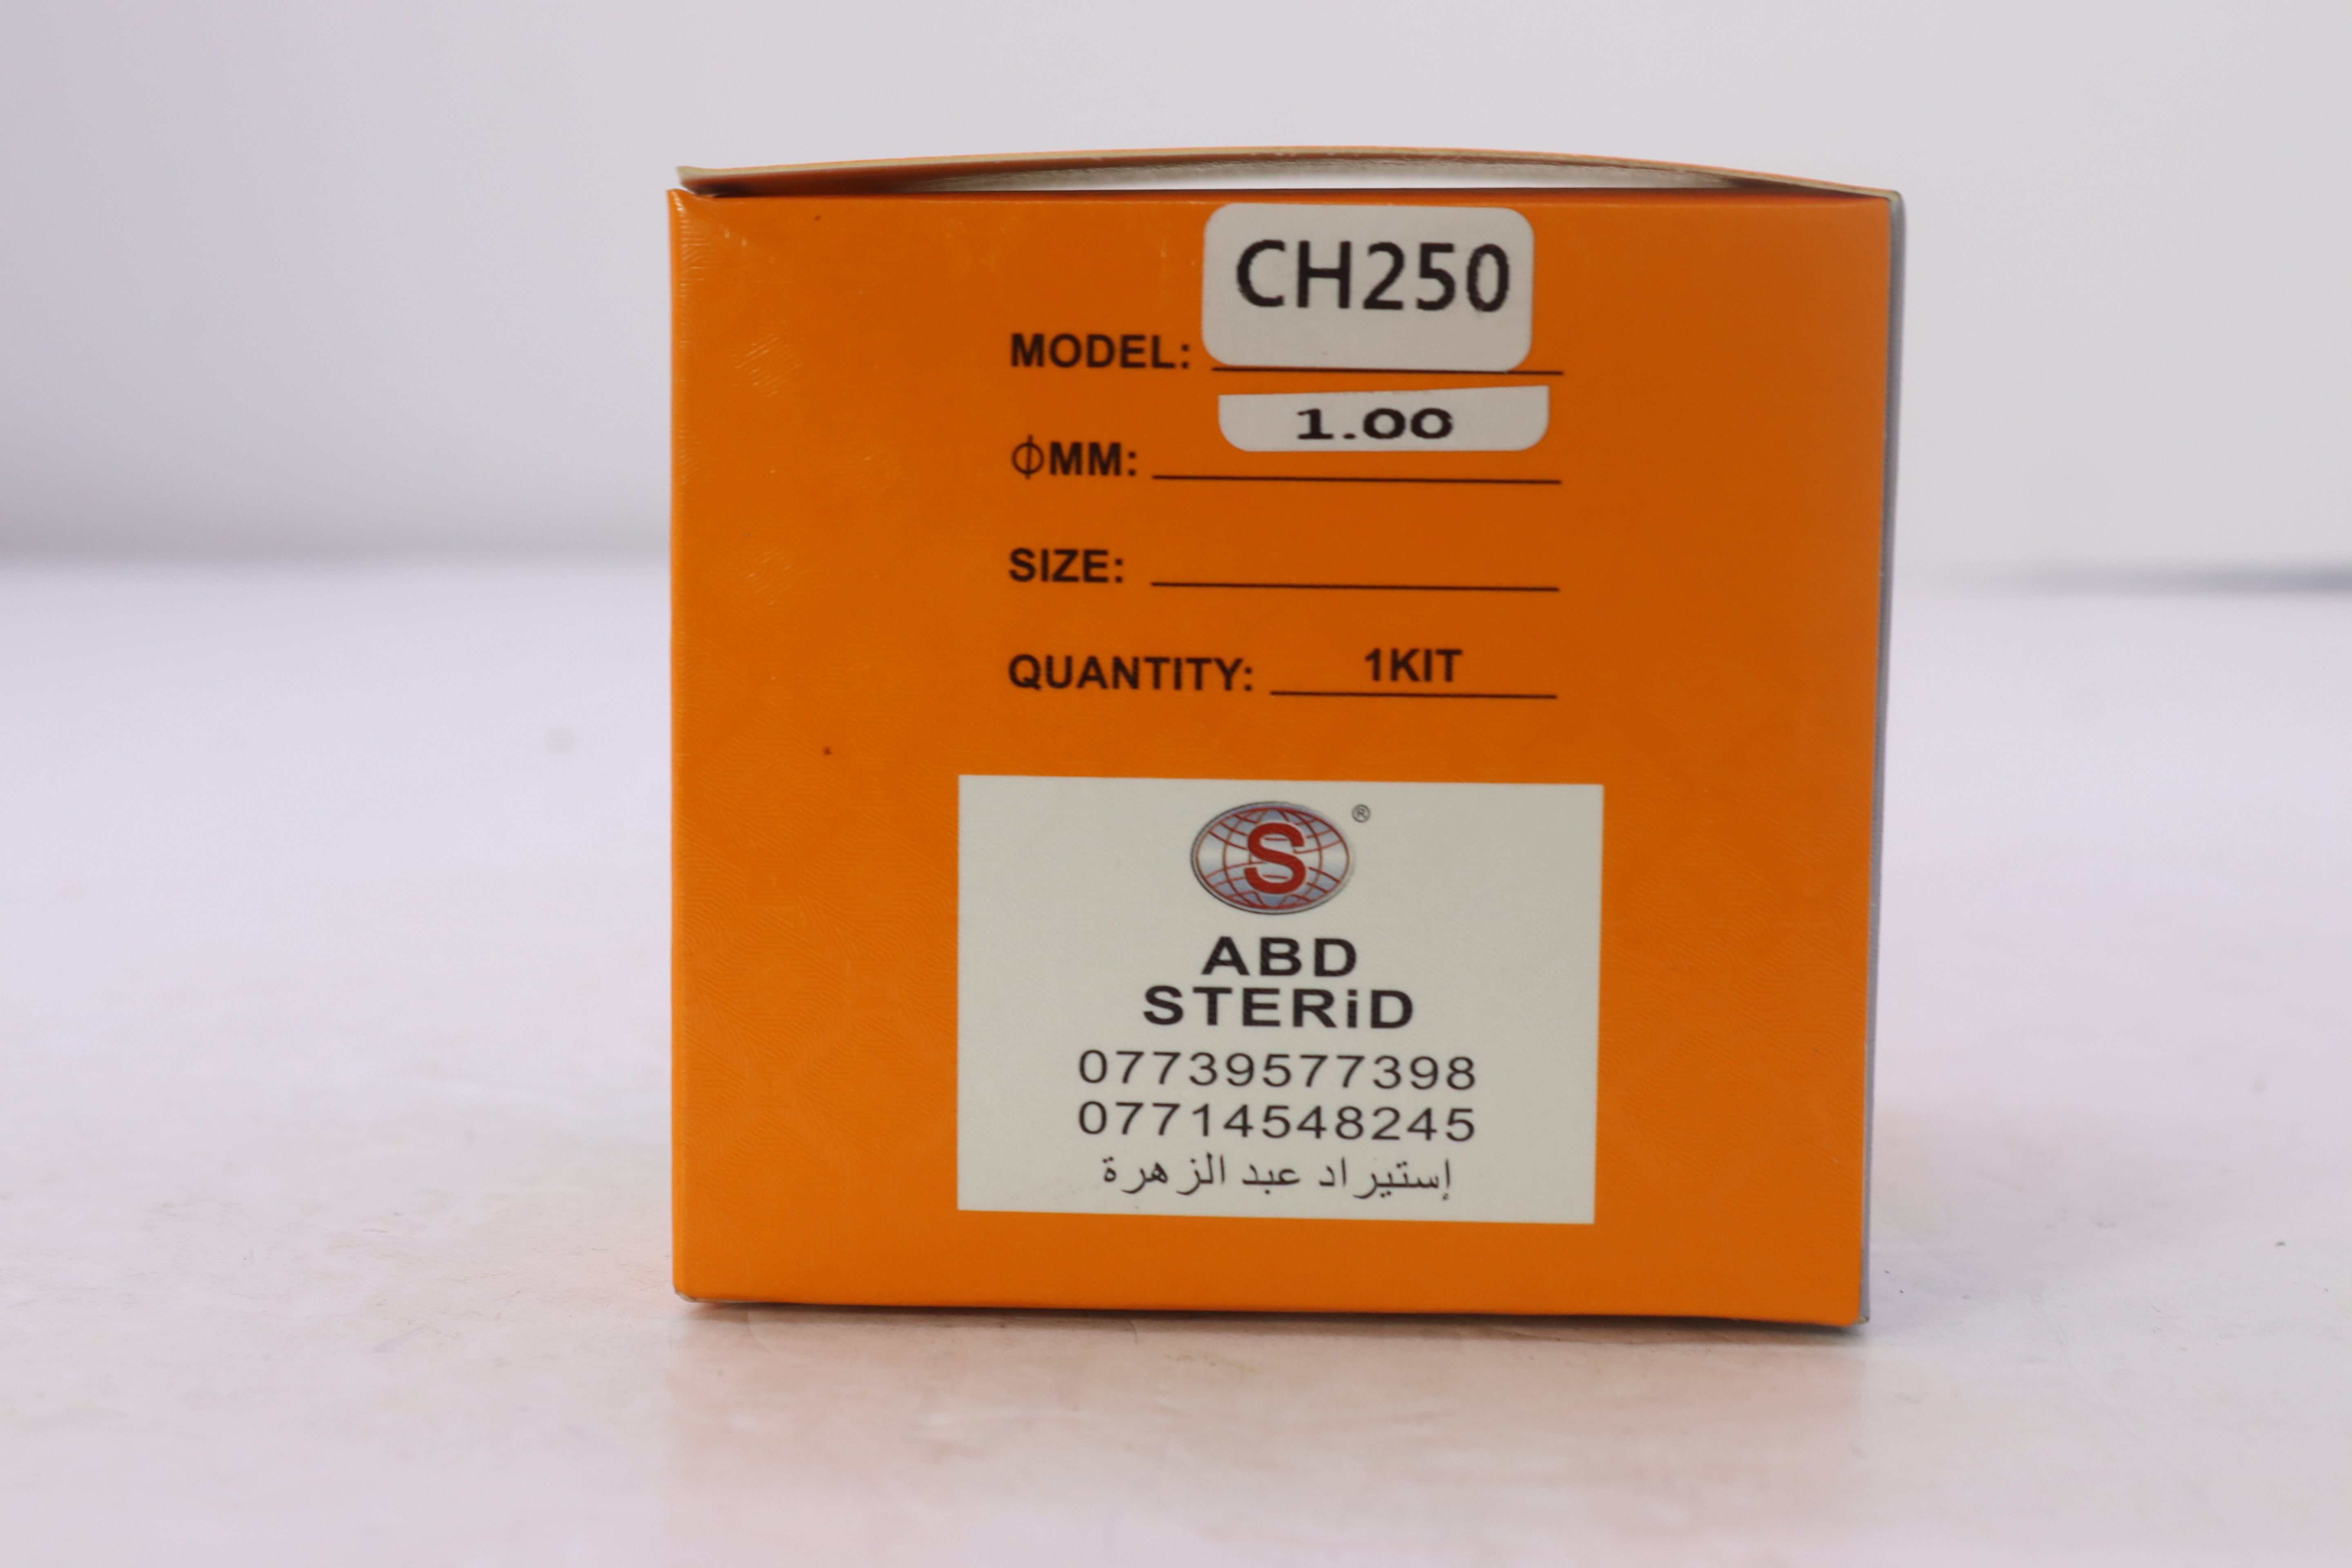 CH250
MODEL:
1.00
ΦMM:
SIZE:
QUANTITY: 1KIT
S ®
ABD
STERiD
07739577398
07714548245
إستيراد عبد الزهرة